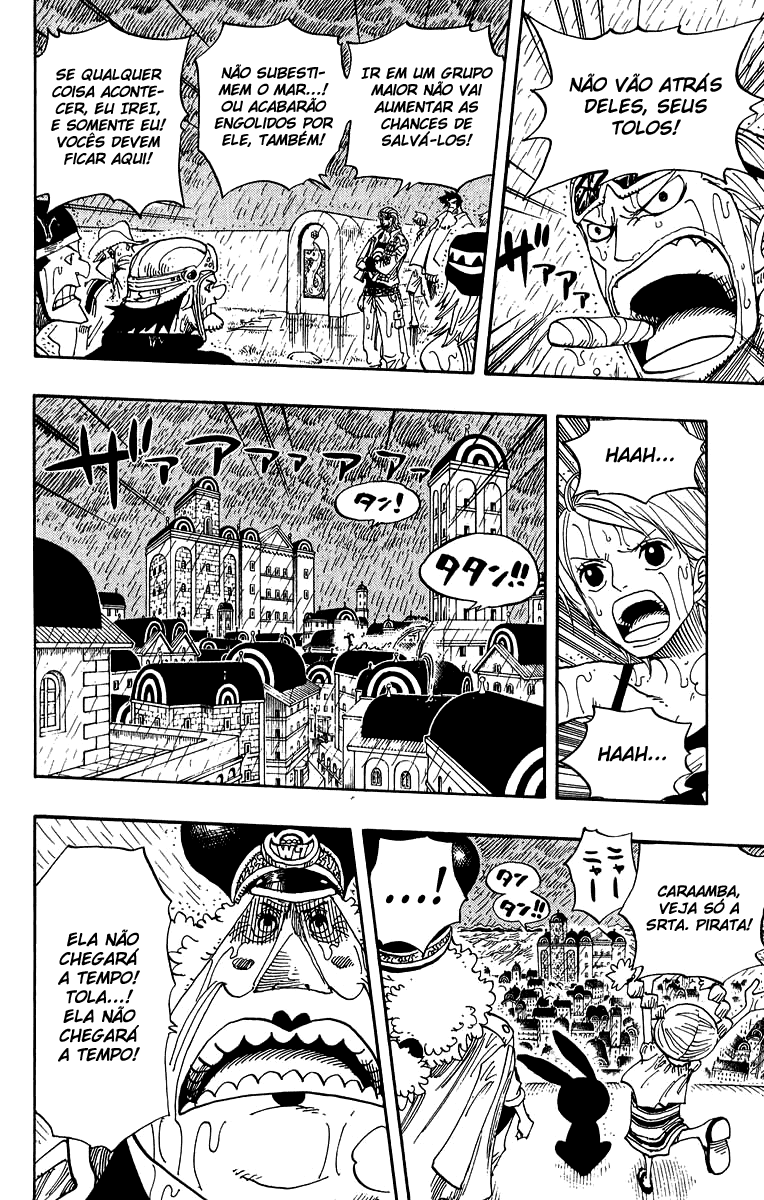 NÃO VÃO ATRÁS
DELES, SEUS
TOLOS!
ザァァァ
IR EM UM GRUPO
MAIOR NÃO VAI
AUMENTAR AS
CHANCES DE
SALVÁ-LOS!
NÃO SUBESTI-
MEM O MAR...!
OU ACABARÃO
ENGOLIDOS POR
ELE, TAMBÉM!
SE QUALQUER
COISA ACONTE-
CER, EU IREI,
E SOMENTE EU!
VOCÊS DEVEM
FICAR AQUI!
HAAH...
HAAH...
ザァァァァァァ
タン!
タタン!!
CARAAMBA,
VEJA SÓ A
SRTA. PIRATA!
ニャー
タン
タン!!
...!
WG
ELA NÃO
CHEGARÁ
A TEMPO!
TOLA...!
ELA NÃO
CHEGARÁ
A TEMPO!